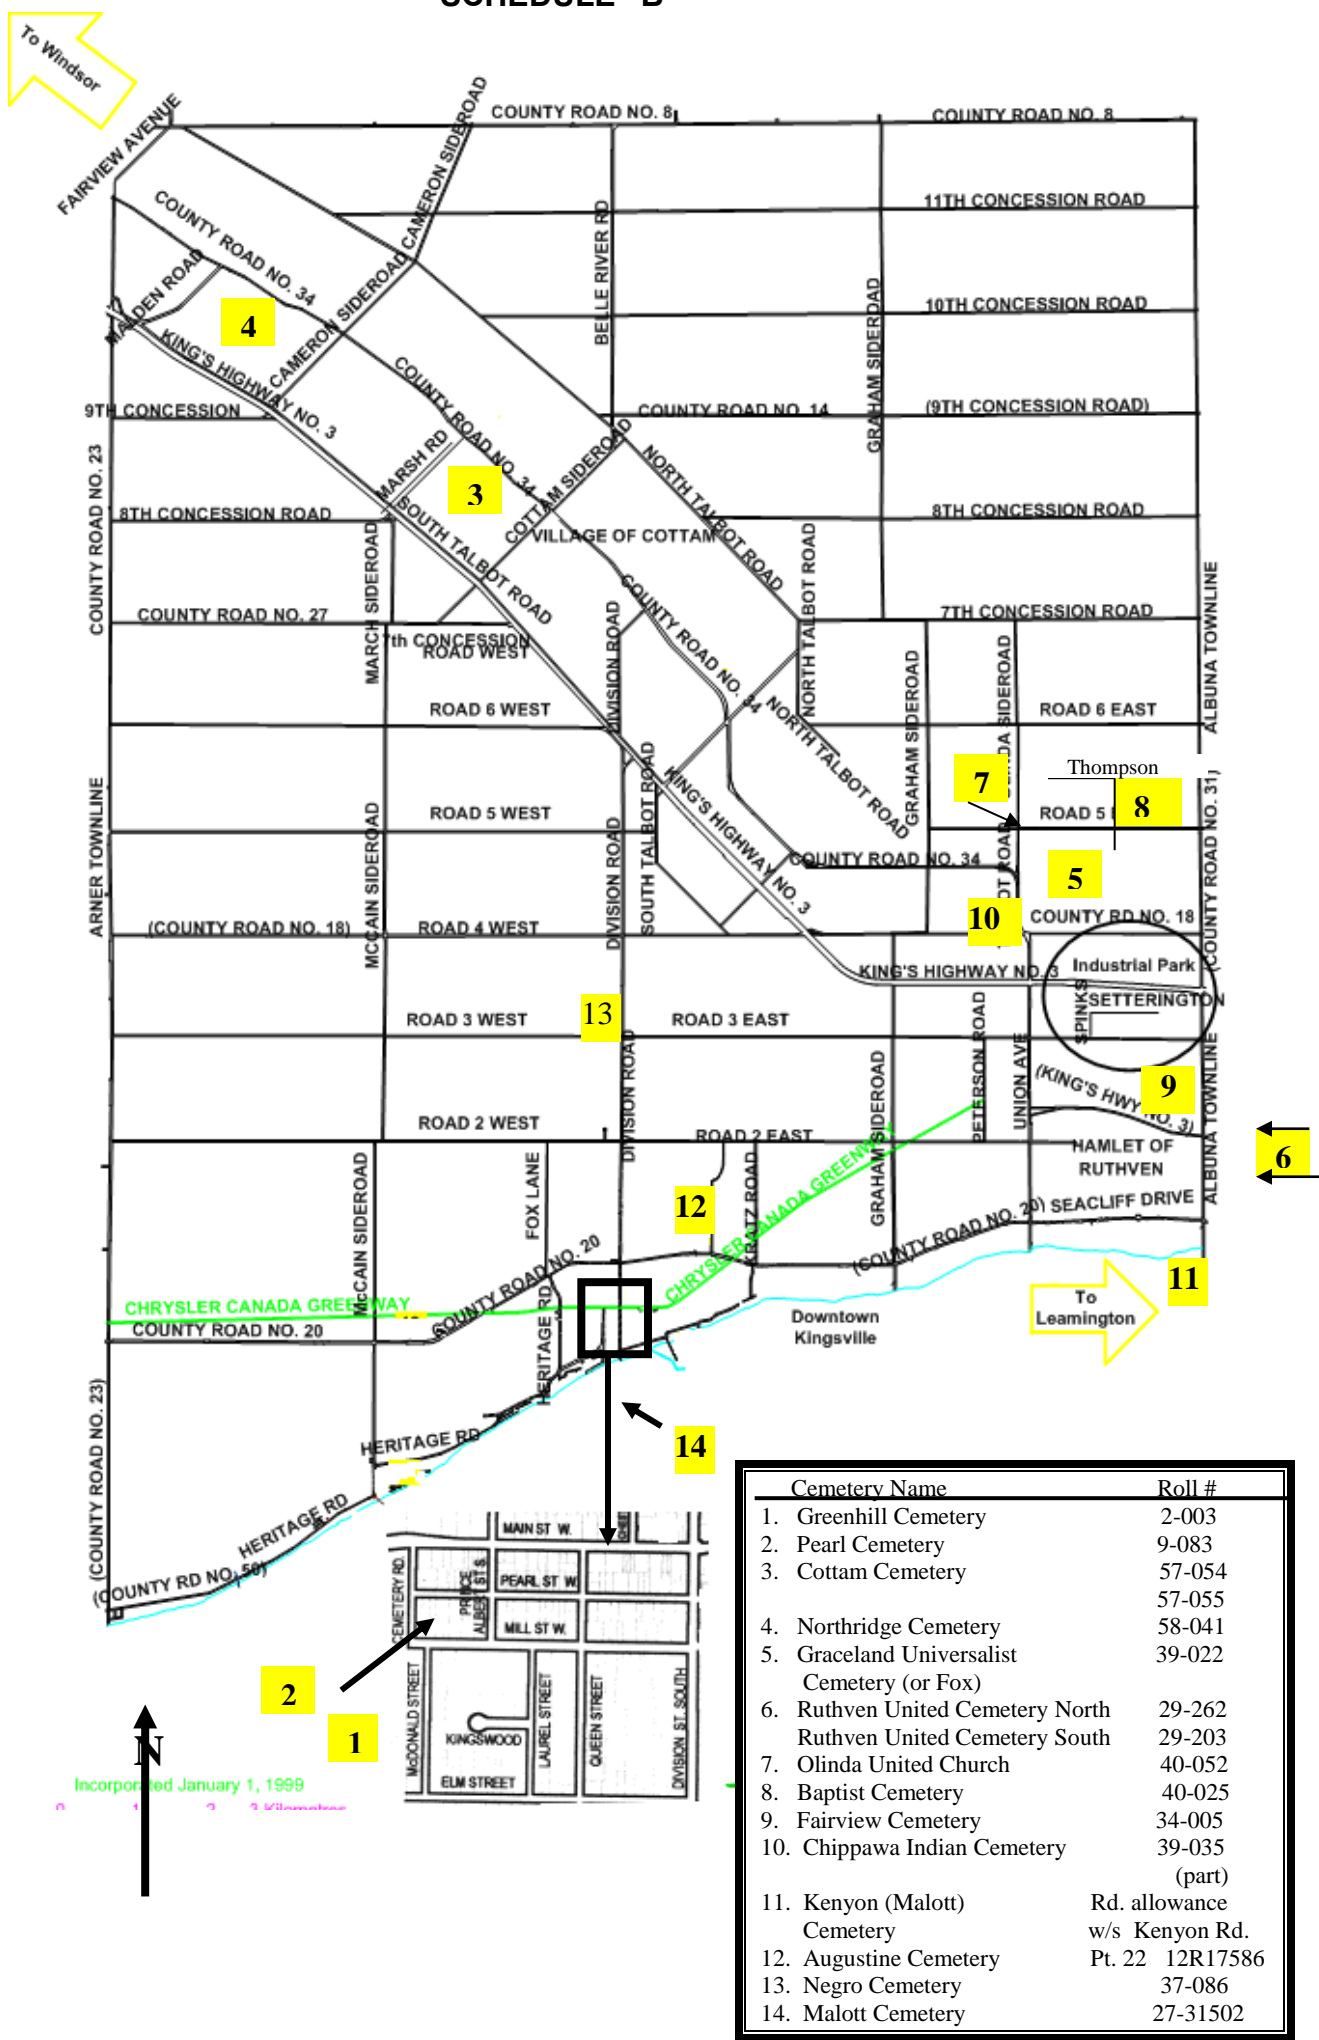 SCHEDULE "B"
To Windsor
FAIRVIEW AVENUE
COUNTY ROAD NO. 8
COUNTY ROAD NO. 8
CAMERON SIDEROAD
11TH CONCESSION ROAD
COUNTY ROAD NO. 34
BELLE RIVER RD
MALDEN ROAD
CAMERON SIDEROAD
GRAHAM SIDEROAD
10TH CONCESSION ROAD
4
KING'S HIGHWAY NO. 3
COUNTY ROAD NO. 34
9TH CONCESSION
COUNTY ROAD NO. 14
(9TH CONCESSION ROAD)
COUNTY ROAD NO. 23
MARSH RD
3
COTTAM SIDEROAD
NORTH TALBOT ROAD
8TH CONCESSION ROAD
SOUTH TALBOT ROAD
VILLAGE OF COTTAM
8TH CONCESSION ROAD
MARCH SIDEROAD
NORTH TALBOT ROAD
ALBUNA TOWNLINE
COUNTY ROAD NO. 27
7th CONCESSION
ROAD WEST
DIVISION ROAD
COUNTY ROAD NO. 34
7TH CONCESSION ROAD
GRAHAM SIDEROAD
ROAD 6 WEST
NORTH TALBOT ROAD
ROAD 6 EAST
7
Thompson
8
ARNER TOWNLINE
MCCAIN SIDEROAD
ROAD 5 WEST
DIVISION ROAD
SOUTH TALBOT ROAD
KING'S HIGHWAY NO. 3
ROAD 5
(COUNTY ROAD NO. 31)
COUNTY ROAD NO. 34
5
(COUNTY ROAD NO. 18)
ROAD 4 WEST
10
COUNTY RD NO. 18
KING'S HIGHWAY NO. 3
Industrial Park
SPINKS
SETTERINGTON
13
ROAD 3 WEST
ROAD 3 EAST
DIVISION ROAD
GRAHAM SIDEROAD
PETERSON ROAD
UNION AVE
(KING'S HWY NO. 3)
9
ALBUNA TOWNLINE
ROAD 2 WEST
ROAD 2 EAST
HAMLET OF
RUTHVEN
6
McCAIN SIDEROAD
FOX LANE
12
KRATZ ROAD
CHRYSLER CANADA GREENWAY
(COUNTY ROAD NO. 20)
SEACLIFF DRIVE
COUNTY ROAD NO. 20
11
CHRYSLER CANADA GREENWAY
COUNTY ROAD NO. 20
HERITAGE RD
Downtown
Kingsville
To
Leamington
(COUNTY ROAD NO. 23)
HERITAGE RD
14
HERITAGE RD
(COUNTY RD NO. 50)
MAIN ST W.
CEMETERY RD.
PRINCE
ALBERT ST S.
PEARL ST W
MILL ST W.
2
1
McDONALD STREET
KINGSWOOD
LAUREL STREET
QUEEN STREET
DIVISION ST. SOUTH
ELM STREET
N
Incorporated January 1, 1999
0 1 2 3 Kilometres
Cemetery Name Roll #
1. Greenhill Cemetery 2-003
2. Pearl Cemetery 9-083
3. Cottam Cemetery 57-054
57-055
4. Northridge Cemetery 58-041
5. Graceland Universalist 39-022
Cemetery (or Fox)
6. Ruthven United Cemetery North 29-262
Ruthven United Cemetery South 29-203
7. Olinda United Church 40-052
8. Baptist Cemetery 40-025
9. Fairview Cemetery 34-005
10. Chippawa Indian Cemetery 39-035
(part)
11. Kenyon (Malott) Rd. allowance
Cemetery w/s Kenyon Rd.
12. Augustine Cemetery Pt. 22 12R17586
13. Negro Cemetery 37-086
14. Malott Cemetery 27-31502